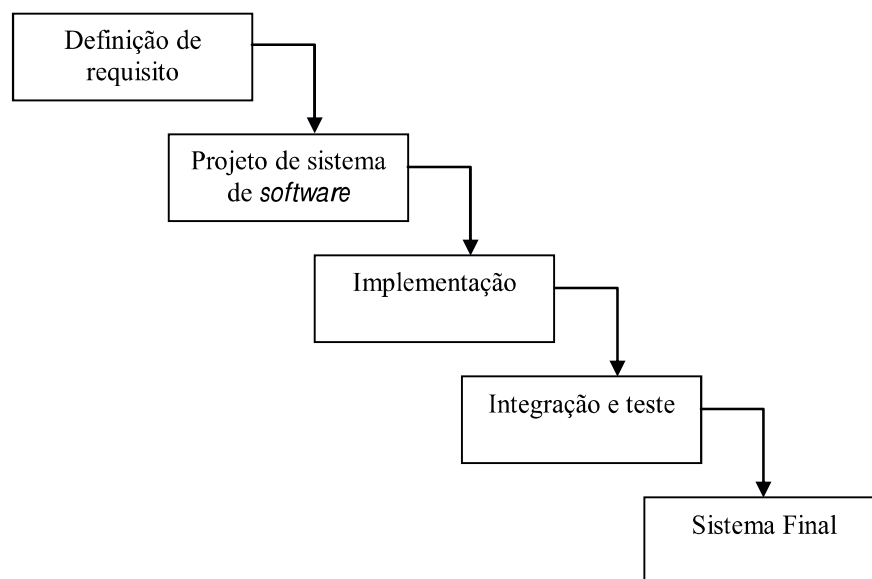 Definição de
requisito
Projeto de sistema
de software
Implementação
Integração e teste
Sistema Final